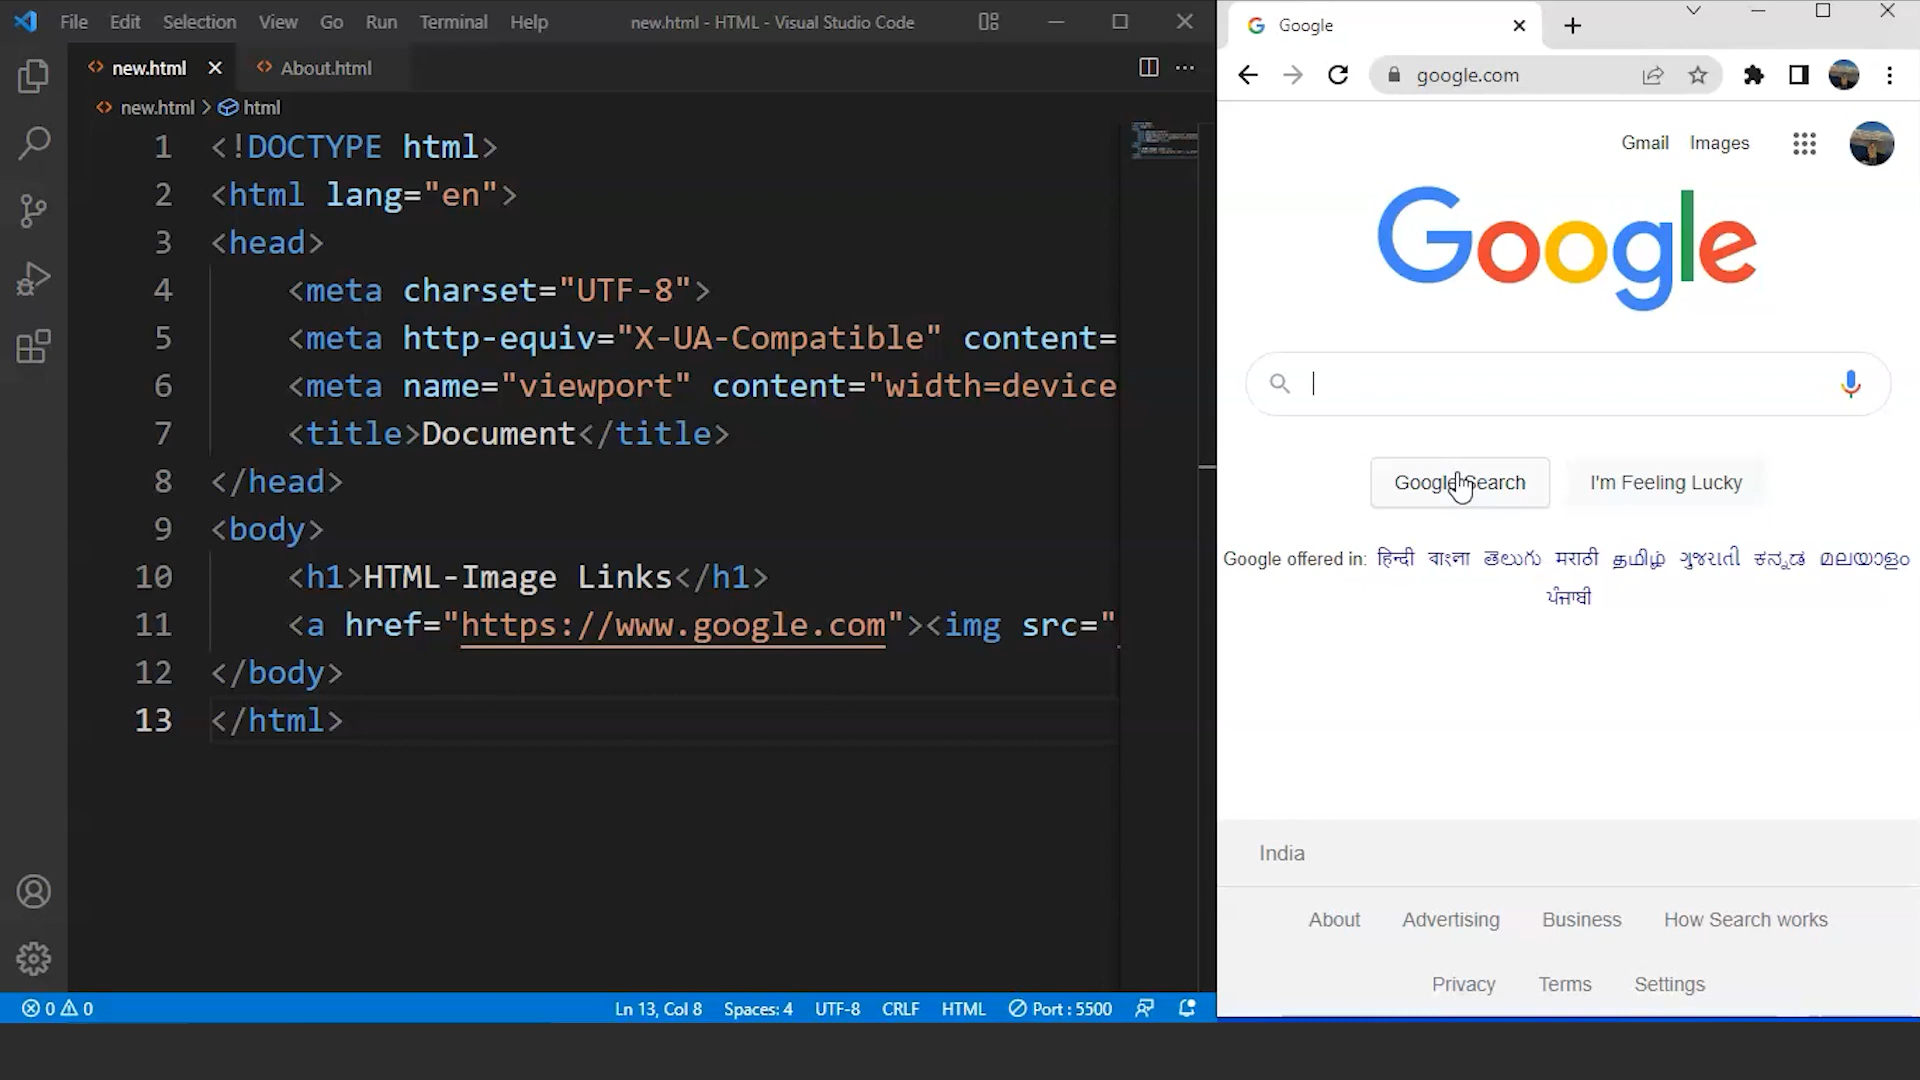 File Edit Selection View Go Run Terminal Help new.html - HTML - Visual Studio Code
new.html About.html
new.html > html
1 <!DOCTYPE html>
2 <html lang="en">
3 <head>
4 <meta charset="UTF-8">
5 <meta http-equiv="X-UA-Compatible" content=
6 <meta name="viewport" content="width=device
7 <title>Document</title>
8 </head>
9 <body>
10 <h1>HTML-Image Links</h1>
11 <a href="https://www.google.com"><img src="
12 </body>
13 </html>
0 0 Ln 13, Col 8 Spaces: 4 UTF-8 CRLF HTML Port : 5500
Google
google.com
Gmail Images
Google
Google Search I'm Feeling Lucky
Google offered in: हिन्दी বাংলা తెలుగు मराठी தமிழ் ગુજરાતી ಕನ್ನಡ മലയാളം
ਪੰਜਾਬੀ
India
About Advertising Business How Search works
Privacy Terms Settings